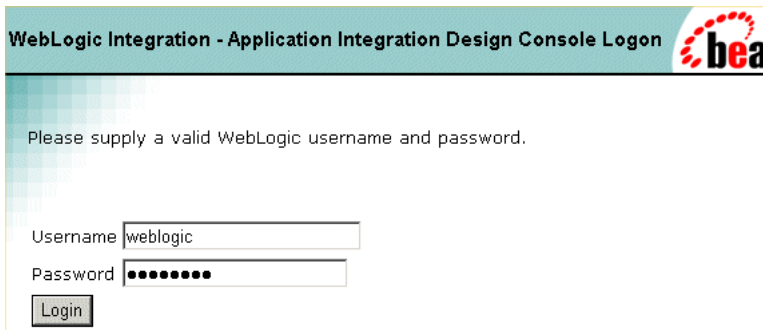 WebLogic Integration - Application Integration Design Console Logon
bea
Please supply a valid WebLogic username and password.
Username weblogic
Password ●●●●●●●●
Login